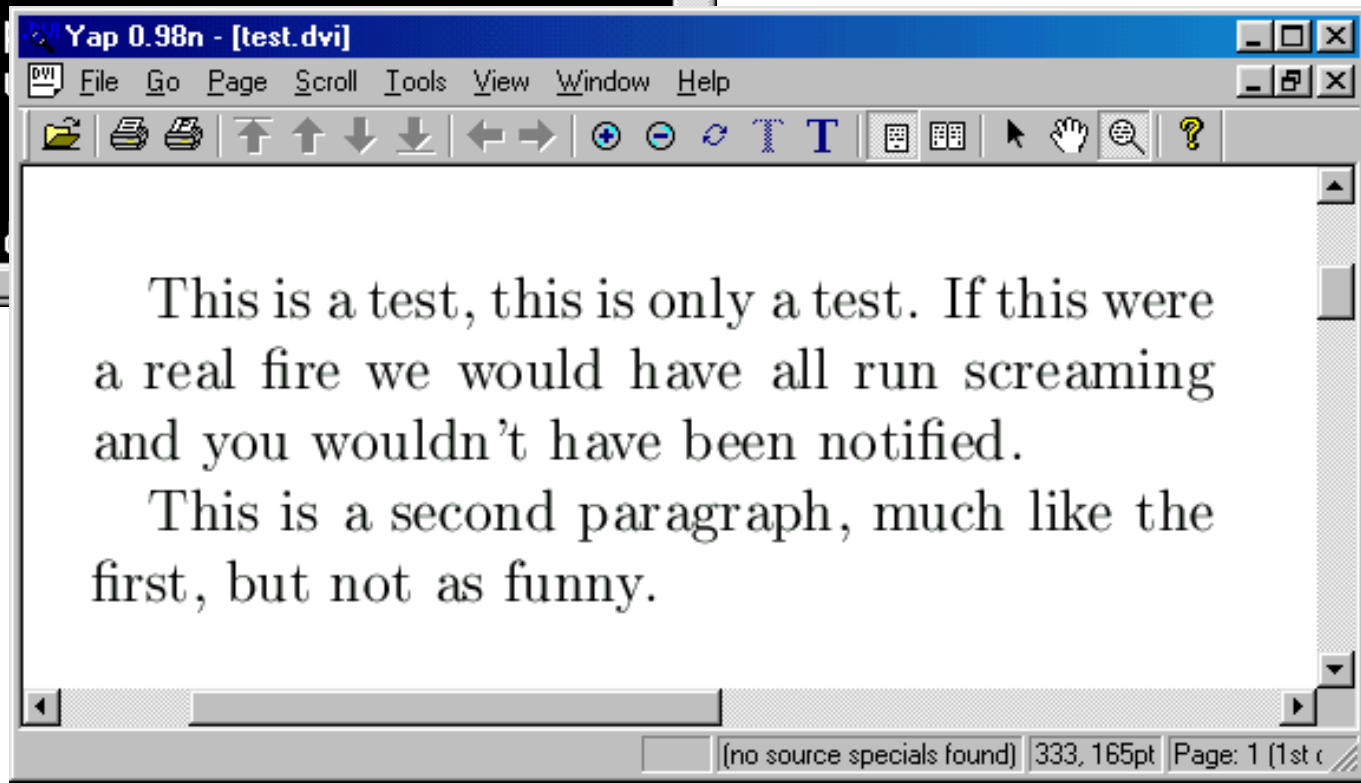 Yap 0.98n - [test.dvi]
File Go Page Scroll Tools View Window Help
This is a test, this is only a test. If this were
a real fire we would have all run screaming
and you wouldn't have been notified.
This is a second paragraph, much like the
first, but not as funny.
(no source specials found) 333, 165pt Page: 1 (1st